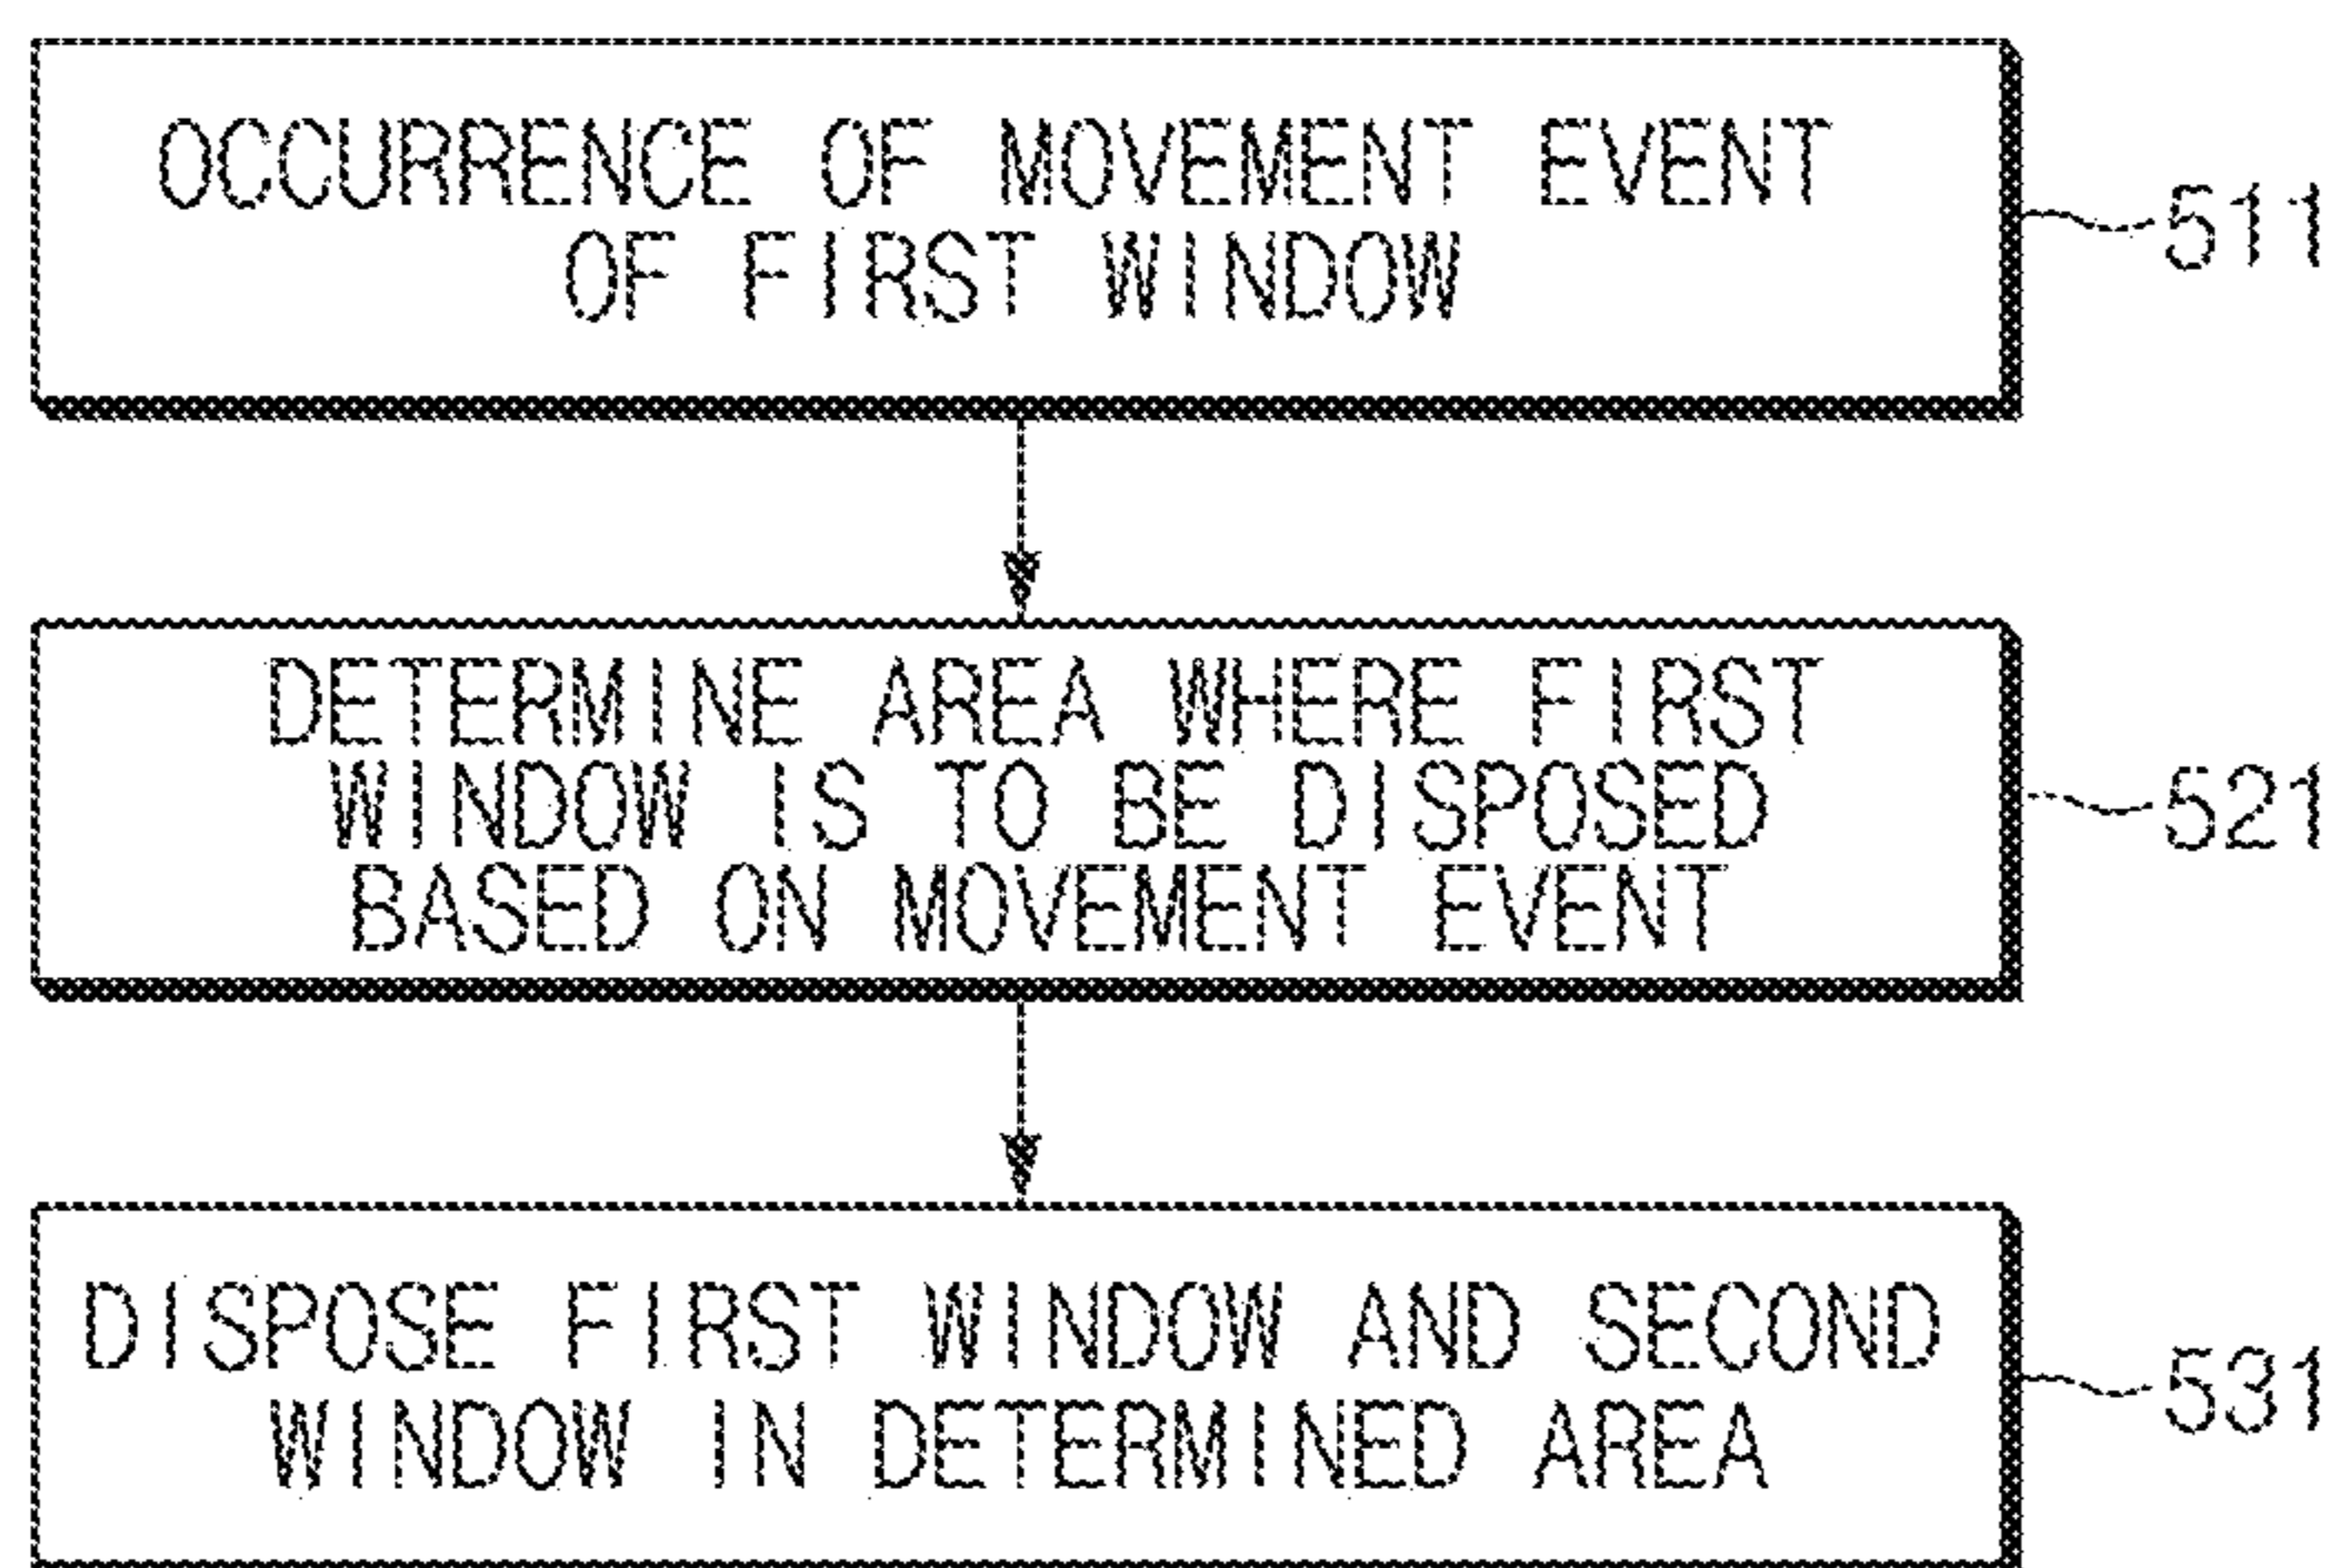 OCCURRENCE OF MOVEMENT EVENT
OF FIRST WINDOW
511
DETERMINE AREA WHERE FIRST
WINDOW IS TO BE DISPOSED
BASED ON MOVEMENT EVENT
521
DISPOSE FIRST WINDOW AND SECOND
WINDOW IN DETERMINED AREA
531